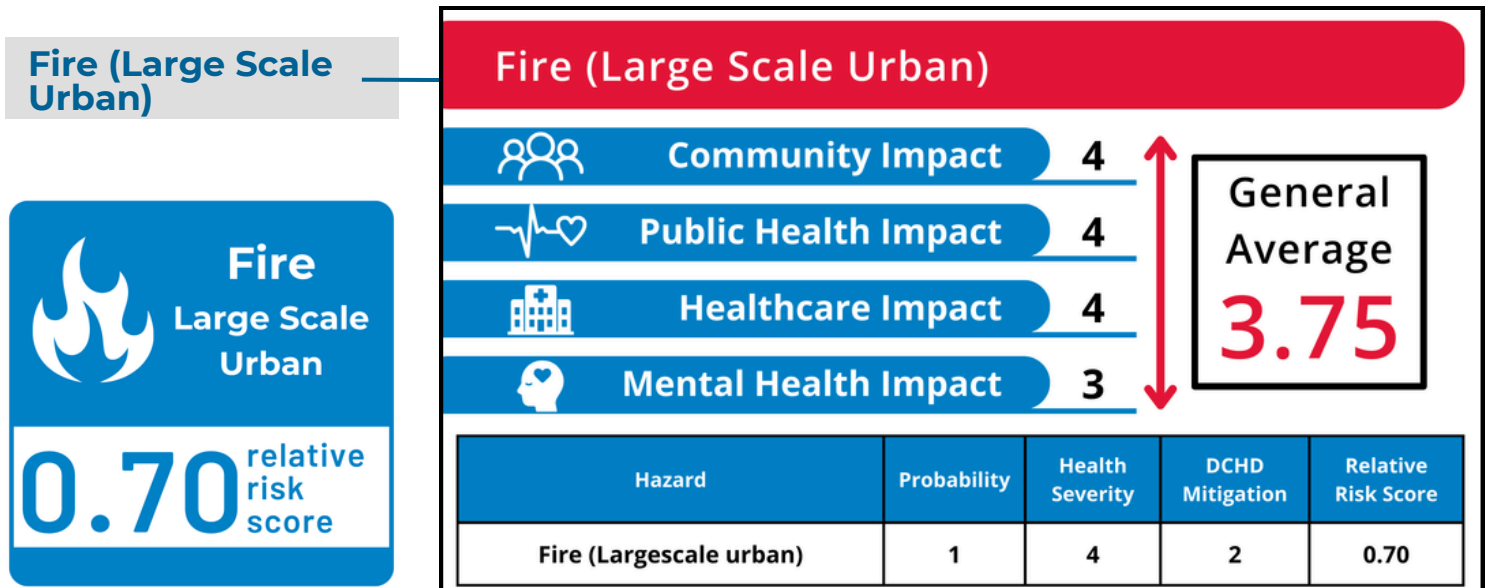 Fire (Large Scale
Urban)
Fire
Large Scale
Urban
0.70 relative
risk
score
Fire (Large Scale Urban)
Community Impact 4
Public Health Impact 4
Healthcare Impact 4
Mental Health Impact 3
General
Average
3.75
Hazard Probability Health Severity DCHD Mitigation Relative Risk Score
Fire (Largescale urban) 1 4 2 0.70